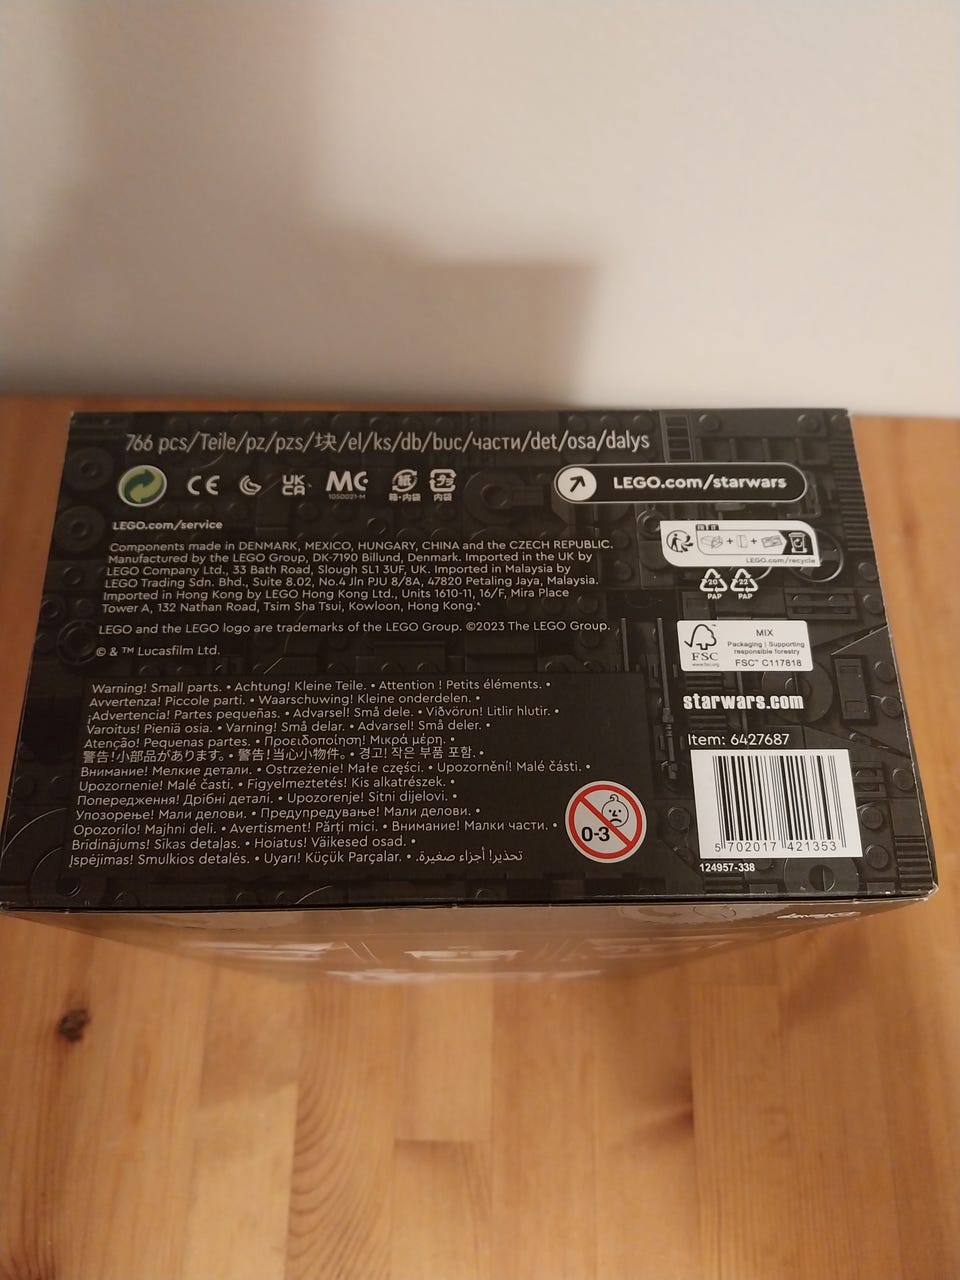 766 pcs/Teile/pz/pzs/块/el/ks/db/buc/части/det/osa/dalys
CE UK CA MC
1050021-M
紙 箱・内袋 プラ 内袋
LEGO.com/starwars
LEGO.com/service
Components made in DENMARK, MEXICO, HUNGARY, CHINA and the CZECH REPUBLIC.
Manufactured by the LEGO Group, DK-7190 Billund, Denmark. Imported in the UK by
LEGO Company Ltd., 33 Bath Road, Slough SL1 3UF, UK. Imported in Malaysia by
LEGO Trading Sdn. Bhd., Suite 8.02, No.4 Jln PJU 8/8A, 47820 Petaling Jaya, Malaysia.
Imported in Hong Kong by LEGO Hong Kong Ltd., Units 1610-11, 16/F, Mira Place
Tower A, 132 Nathan Road, Tsim Sha Tsui, Kowloon, Hong Kong.
LEGO and the LEGO logo are trademarks of the LEGO Group. ©2023 The LEGO Group.
© & ™ Lucasfilm Ltd.
FR IT
+ +
LEGO.com/recycle
20 22
PAP PAP
FSC
www.fsc.org
MIX
Packaging | Supporting
responsible forestry
FSC™ C117818
starwars.com
Item: 6427687
5 702017 421353
124957-338
Warning! Small parts. • Achtung! Kleine Teile. • Attention ! Petits éléments. •
Avvertenza! Piccole parti. • Waarschuwing! Kleine onderdelen. •
¡Advertencia! Partes pequeñas. • Advarsel! Små dele. • Viðvörun! Litlir hlutir. •
Varoitus! Pieniä osia. • Varning! Små delar. • Advarsel! Små deler. •
Atenção! Pequenas partes. • Προειδοποίηση! Μικρά μέρη. •
警告!小部品があります。 • 警告!当心小物件。 • 경고! 작은 부품 포함. •
Внимание! Мелкие детали. • Ostrzeżenie! Małe części. • Upozornění! Malé části. •
Upozornenie! Malé časti. • Figyelmeztetés! Kis alkatrészek. •
Попередження! Дрібні деталі. • Upozorenje! Sitni dijelovi. •
Упозорење! Мали делови. • Предупредување! Мали делови. •
Opozorilo! Majhni deli. • Avertisment! Părți mici. • Внимание! Малки части. •
Brīdinājums! Sīkas detaļas. • Hoiatus! Väikesed osad. •
Įspėjimas! Smulkios detalės. • Uyarı! Küçük Parçalar. • تحذير! أجزاء صغيرة.
0-3